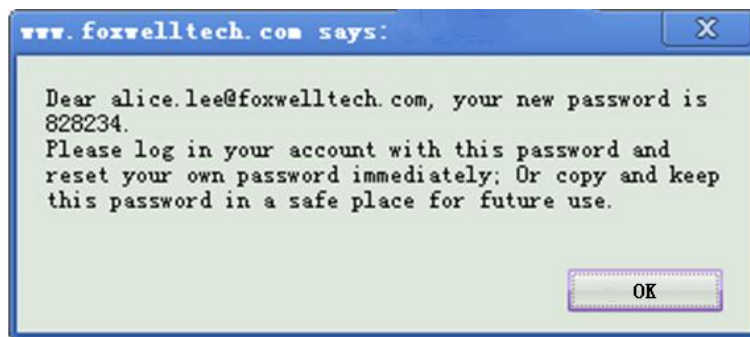 www.foxwelltech.com says:
Dear alice.lee@foxwelltech.com, your new password is
828234.
Please log in your account with this password and
reset your own password immediately; Or copy and keep
this password in a safe place for future use.
OK